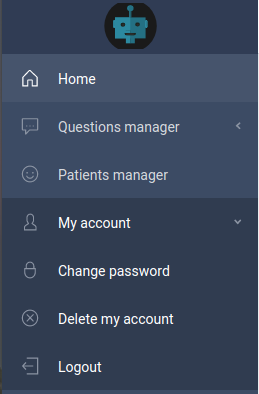 Home
Questions manager
Patients manager
My account
Change password
Delete my account
Logout